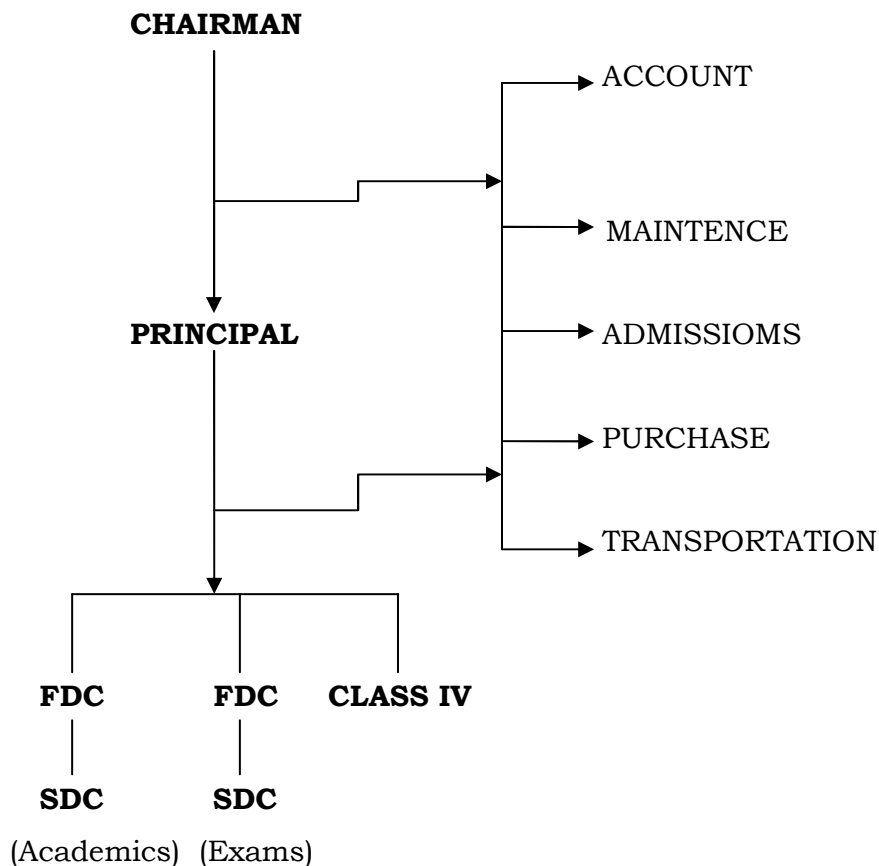 CHAIRMAN
ACCOUNT
MAINTENCE
PRINCIPAL
ADMISSIOMS
PURCHASE
TRANSPORTATION
FDC FDC CLASS IV
SDC SDC
(Academics) (Exams)